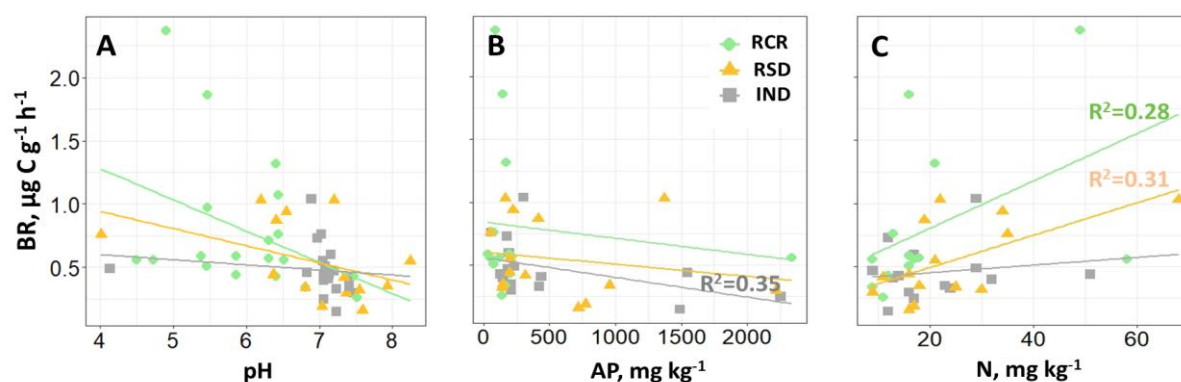 A
B
C
RCR
RSD
IND
R²=0.28
R²=0.31
R²=0.35
BR, µg C g⁻¹ h⁻¹
2.0
1.5
1.0
0.5
4 5 6 7 8
0 500 1000 1500 2000
20 40 60
pH
AP, mg kg⁻¹
N, mg kg⁻¹